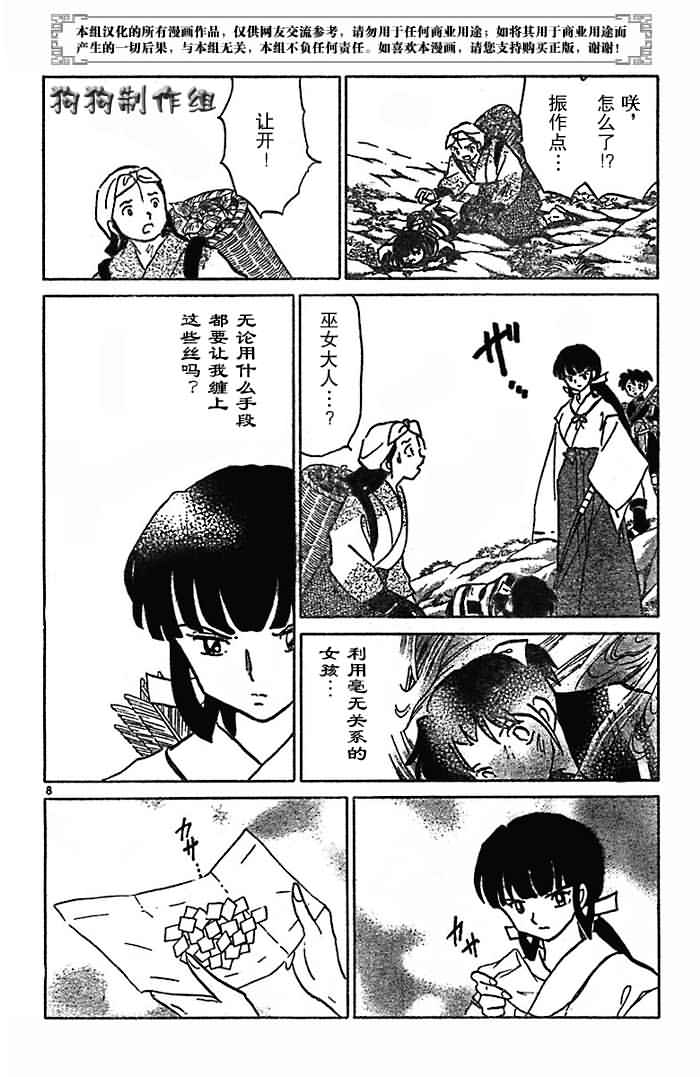 本组汉化的所有漫画作品，仅供网友交流参考，请勿用于任何商业用途；如将其用于商业用途而
产生的一切后果，与本组无关，本组不负任何责任。如喜欢本漫画，请您支持购买正版，谢谢！
狗狗制作组
咲，
怎么了!?
振作点…
让
开！
巫女大人…？
无论用什么手段
都要让我缠上
这些丝吗？
利用毫无关系的
女孩…
8
カサ
カサ